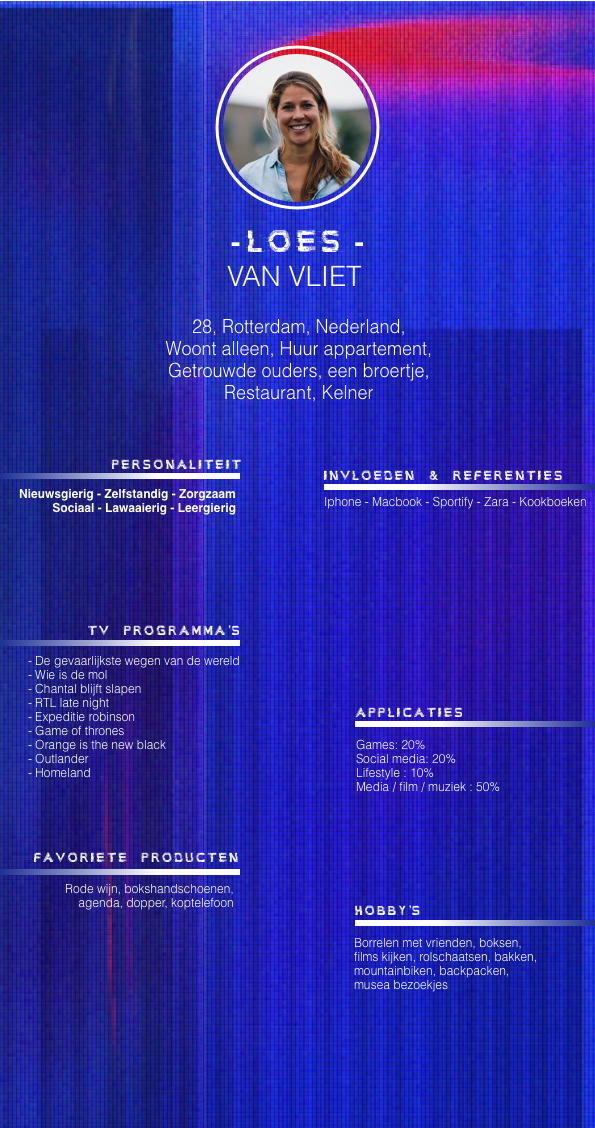 -LOES -
VAN VLIET
28, Rotterdam, Nederland,
Woont alleen, Huur appartement,
Getrouwde ouders, een broertje,
Restaurant, Kelner
PERSONALITEIT
Nieuwsgierig - Zelfstandig - Zorgzaam
Sociaal - Lawaaierig - Leergierig
INVLOEDEN & REFERENTIES
Iphone - Macbook - Sportify - Zara - Kookboeken
TV PROGRAMMA'S
- De gevaarlijkste wegen van de wereld
- Wie is de mol
- Chantal blijft slapen
- RTL late night
- Expeditie robinson
- Game of thrones
- Orange is the new black
- Outlander
- Homeland
APPLICATIES
Games: 20%
Social media: 20%
Lifestyle : 10%
Media / film / muziek : 50%
FAVORIETE PRODUCTEN
Rode wijn, bokshandschoenen,
agenda, dopper, koptelefoon
HOBBY'S
Borrelen met vrienden, boksen,
films kijken, rolschaatsen, bakken,
mountainbiken, backpacken,
musea bezoekjes